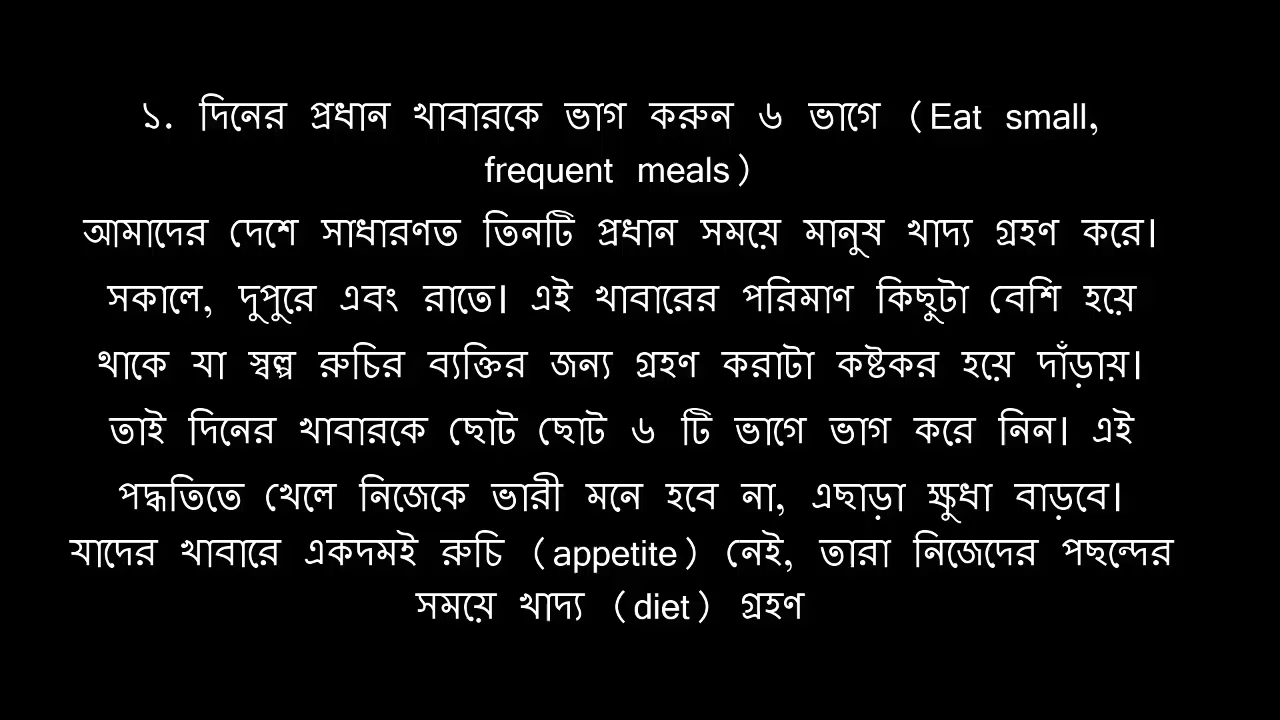 ১. দিনের প্রধান খাবারকে ভাগ করুন ৬ ভাগে (Eat small,
frequent meals)
আমাদের দেশে সাধারণত তিনটি প্রধান সময়ে মানুষ খাদ্য গ্রহণ করে।
সকালে, দুপুরে এবং রাতে। এই খাবারের পরিমাণ কিছুটা বেশি হয়ে
থাকে যা স্বল্প রুচির ব্যক্তির জন্য গ্রহণ করাটা কষ্টকর হয়ে দাঁড়ায়।
তাই দিনের খাবারকে ছোট ছোট ৬ টি ভাগে ভাগ করে নিন। এই
পদ্ধতিতে খেলে নিজেকে ভারী মনে হবে না, এছাড়া ক্ষুধা বাড়বে।
যাদের খাবারে একদমই রুচি (appetite) নেই, তারা নিজেদের পছন্দের
সময়ে খাদ্য (diet) গ্রহণ